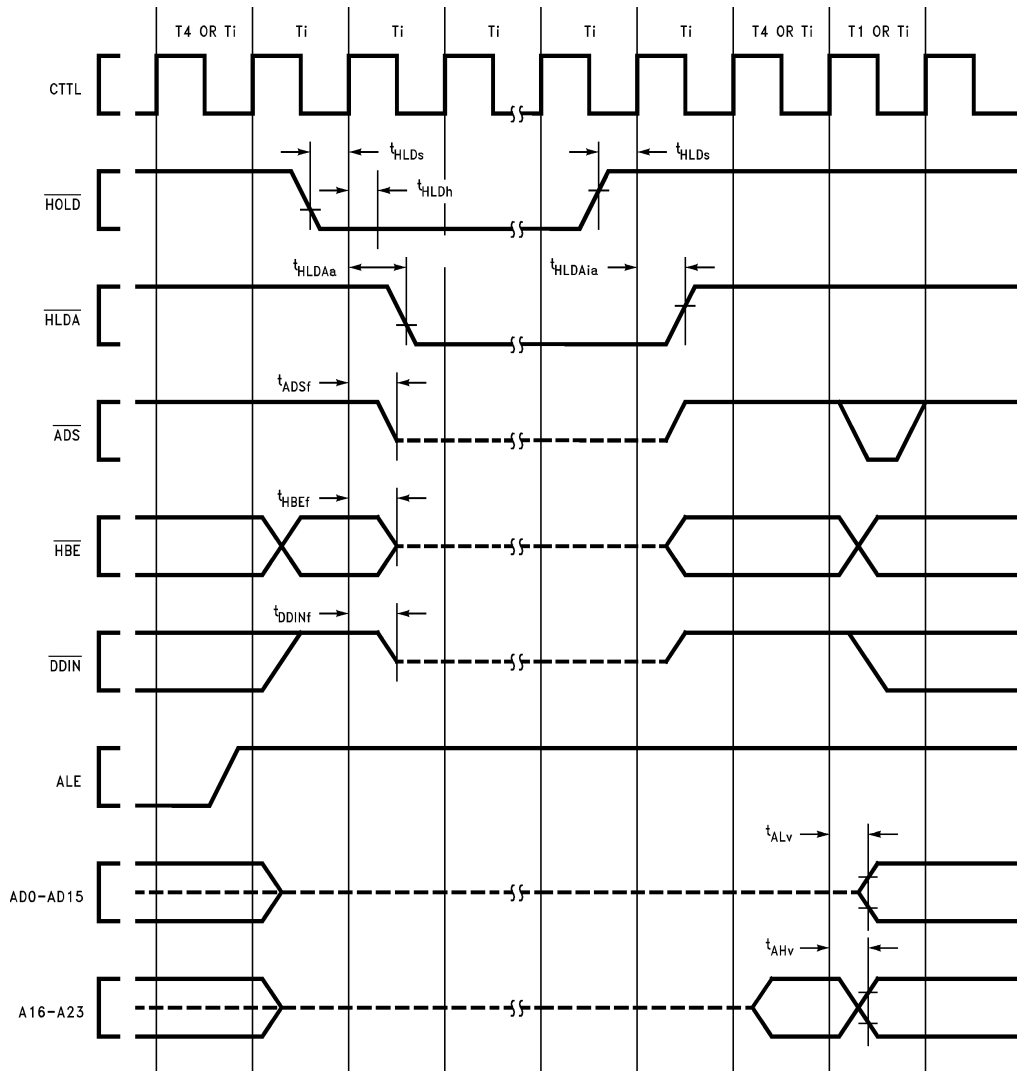 T4 OR Ti Ti Ti Ti Ti Ti T4 OR Ti T1 OR Ti
CTTL
tHLDs tHLDs
HOLD
tHLDh
tHLDAa tHLDAia
HLDA
tADSf
ADS
tHBEf
HBE
tDDINf
DDIN
ALE
tALv
AD0-AD15
tAHv
A16-A23